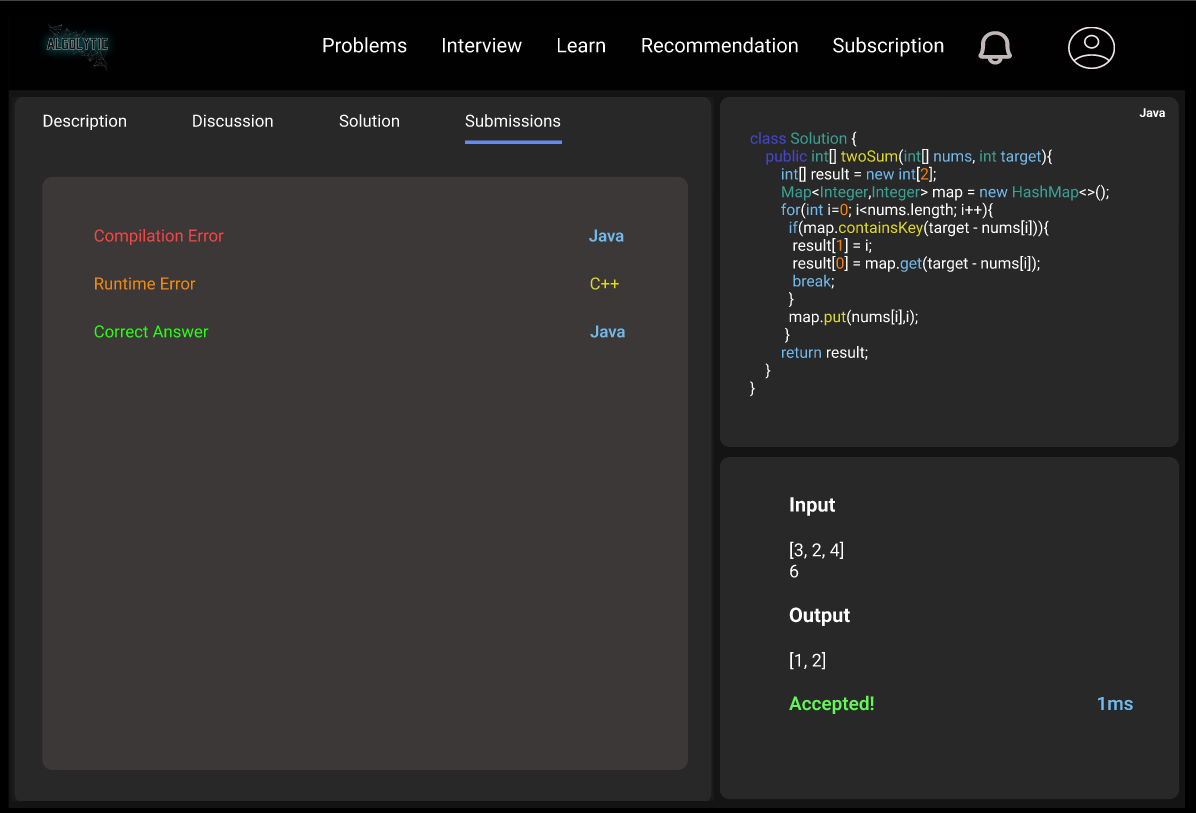 ALGOLYTIC
Problems
Interview
Learn
Recommendation
Subscription
Description
Discussion
Solution
Submissions
Compilation Error
Java
Runtime Error
C++
Correct Answer
Java
Java
class Solution {
public int[] twoSum(int[] nums, int target){
int[] result = new int[2];
Map<Integer,Integer> map = new HashMap<>();
for(int i=0; i<nums.length; i++){
if(map.containsKey(target - nums[i])){
result[1] = i;
result[0] = map.get(target - nums[i]);
break;
}
map.put(nums[i],i);
}
return result;
}
}
Input
[3, 2, 4]
6
Output
[1, 2]
Accepted!
1ms